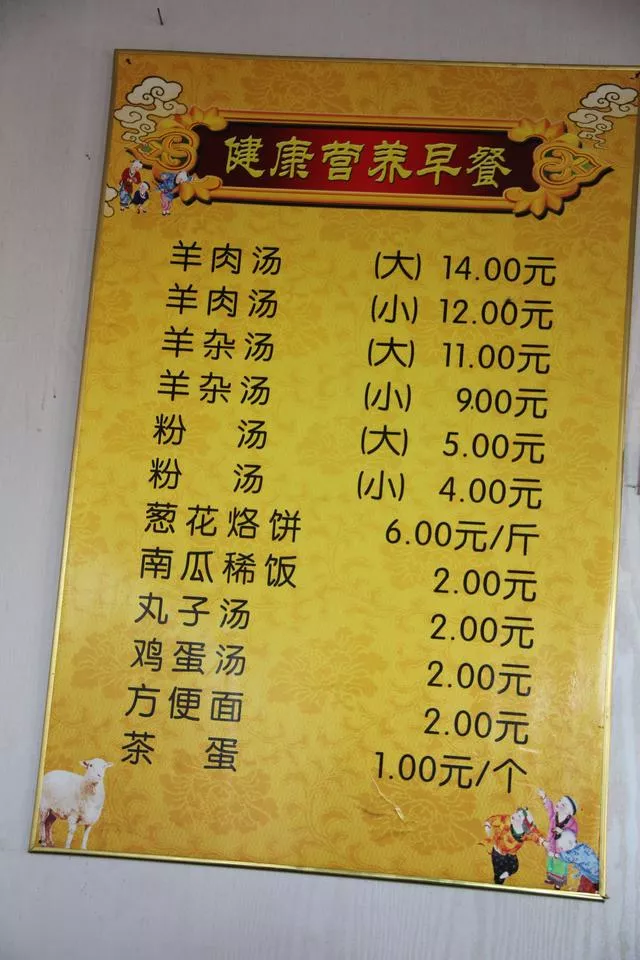 健康营养早餐
羊肉汤 (大) 14.00元
羊肉汤 (小) 12.00元
羊杂汤 (大) 11.00元
羊杂汤 (小) 9.00元
粉汤 (大) 5.00元
粉汤 (小) 4.00元
葱花烙饼 6.00元/斤
南瓜稀饭 2.00元
丸子汤 2.00元
鸡蛋汤 2.00元
方便面 2.00元
茶蛋 1.00元/个